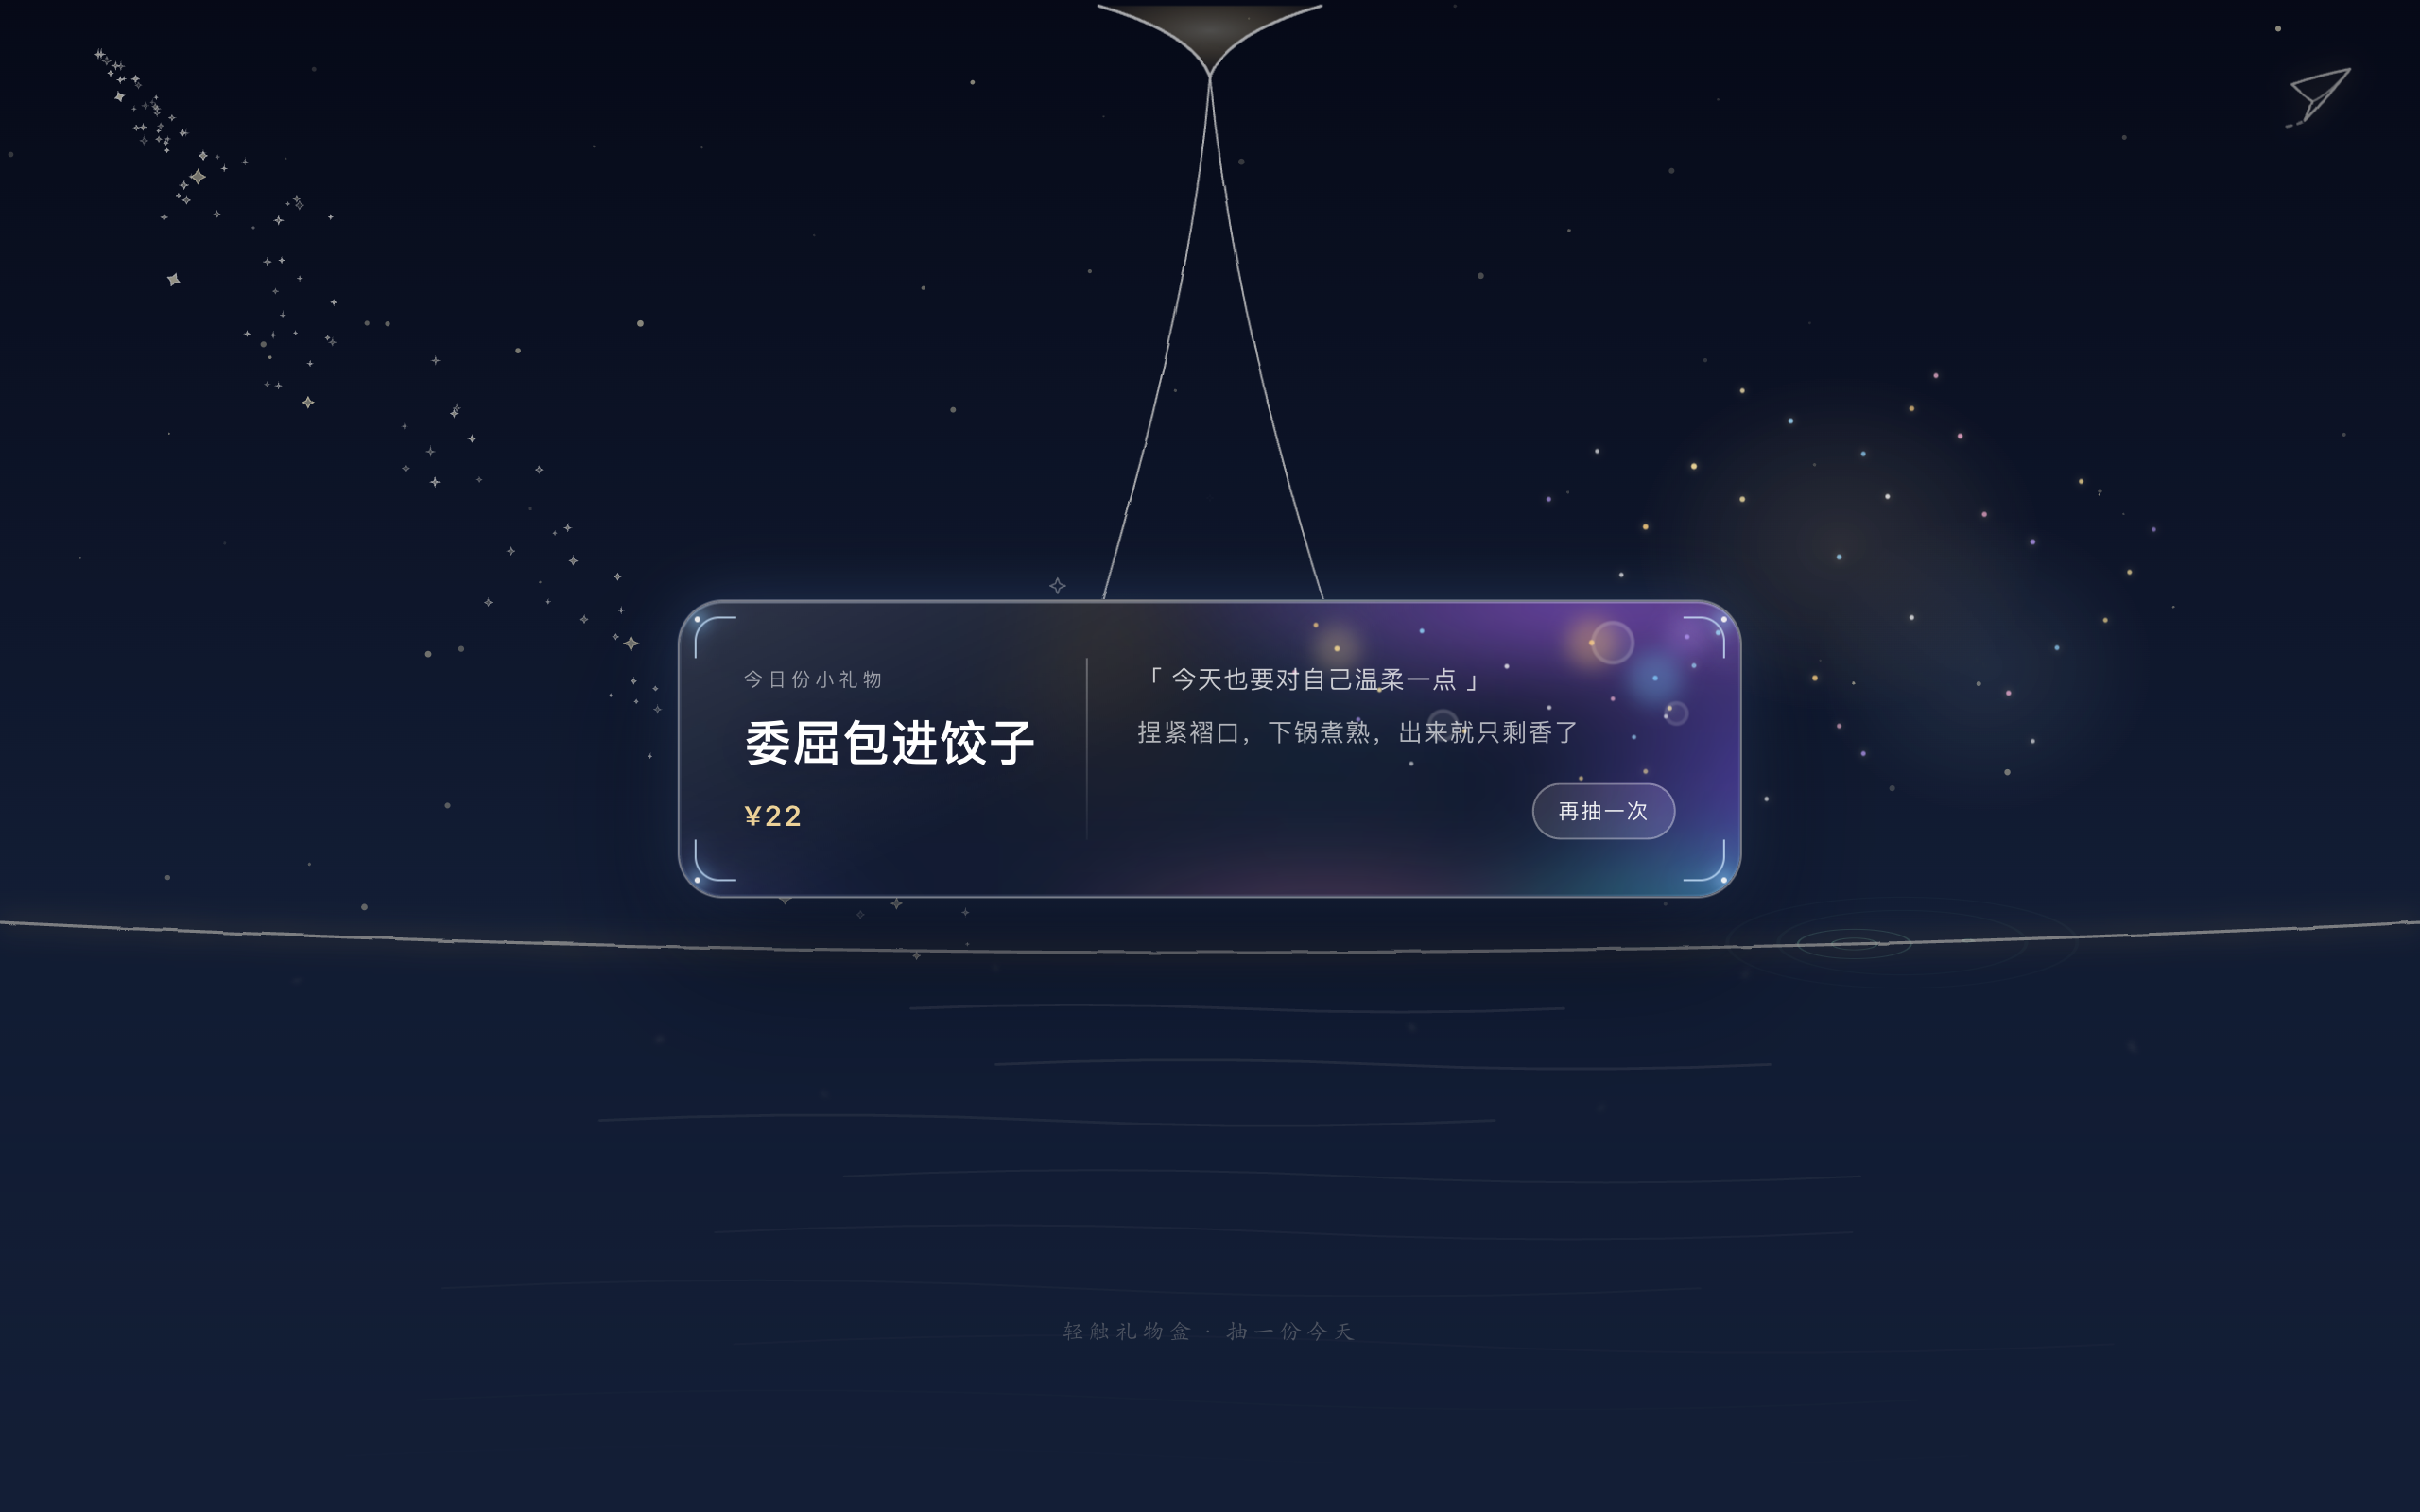 今日份小礼物
委屈包进饺子
¥22
「 今天也要对自己温柔一点 」
捏紧褶口，下锅煮熟，出来就只剩香了
再抽一次
轻触礼物盒 · 抽一份今天